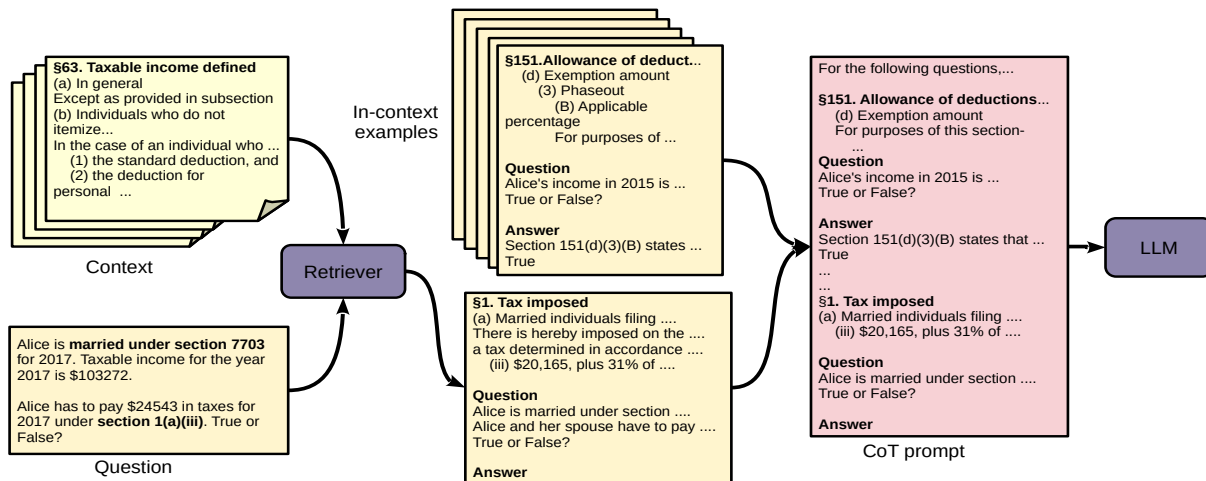 §63. Taxable income defined
(a) In general
Except as provided in subsection
(b) Individuals who do not
itemize...
In the case of an individual who ...
(1) the standard deduction, and
(2) the deduction for
personal ...
Context
Alice is married under section 7703
for 2017. Taxable income for the year
2017 is $103272.
Alice has to pay $24543 in taxes for
2017 under section 1(a)(iii). True or
False?
Question
Retriever
In-context
examples
§151.Allowance of deduct...
(d) Exemption amount
(3) Phaseout
(B) Applicable
percentage
For purposes of ...
Question
Alice's income in 2015 is ...
True or False?
Answer
Section 151(d)(3)(B) states ...
True
§1. Tax imposed
(a) Married individuals filing ....
There is hereby imposed on the ....
a tax determined in accordance ....
(iii) $20,165, plus 31% of ....
Question
Alice is married under section ....
Alice and her spouse have to pay ....
True or False?
Answer
For the following questions,...
§151. Allowance of deductions...
(d) Exemption amount
For purposes of this section-
...
Question
Alice's income in 2015 is ...
True or False?
Answer
Section 151(d)(3)(B) states that ...
True
...
...
§1. Tax imposed
(a) Married individuals filing ....
(iii) $20,165, plus 31% of ....
Question
Alice is married under section ....
True or False?
Answer
CoT prompt
LLM